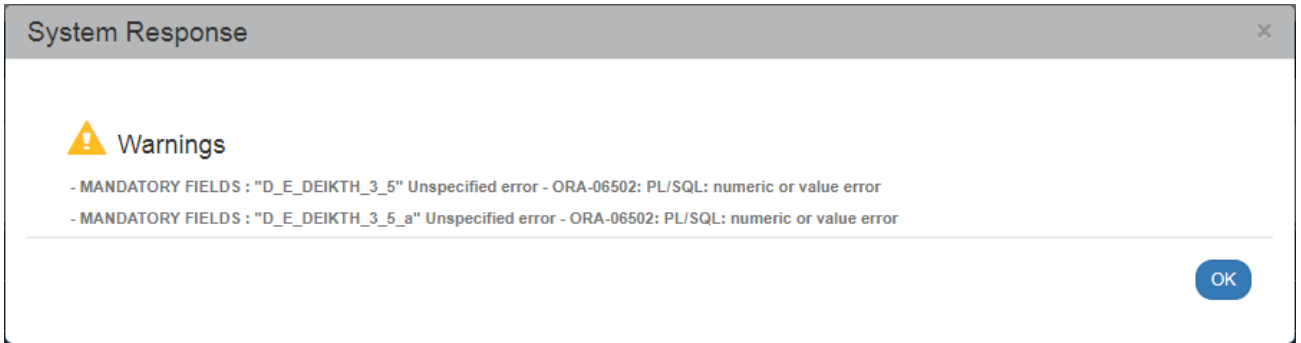 System Response
×
Warnings
- MANDATORY FIELDS : "D_E_DEIKTH_3_5" Unspecified error - ORA-06502: PL/SQL: numeric or value error
- MANDATORY FIELDS : "D_E_DEIKTH_3_5_a" Unspecified error - ORA-06502: PL/SQL: numeric or value error
OK